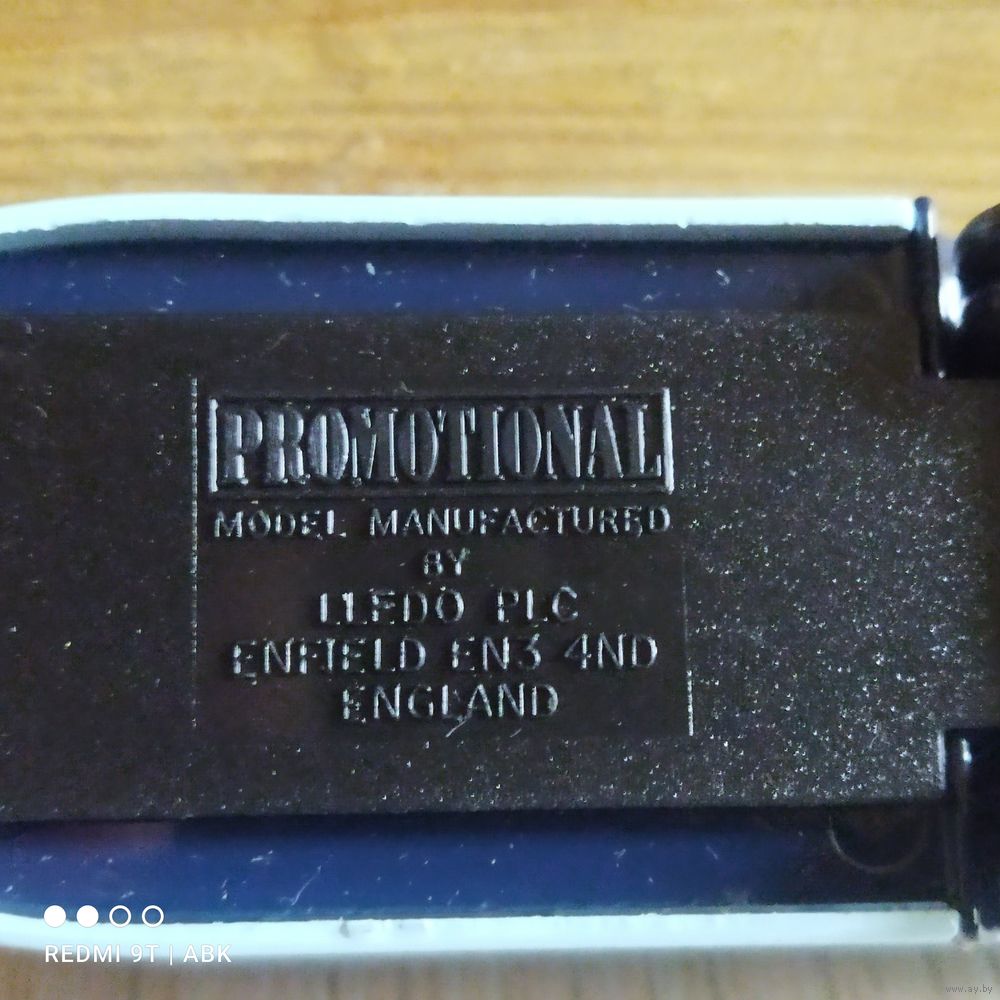 PROMOTIONAL
MODEL MANUFACTURED
BY
LLEDO PLC
ENFIELD EN3 4ND
ENGLAND
REDMI 9T | ABK
www.ay.by